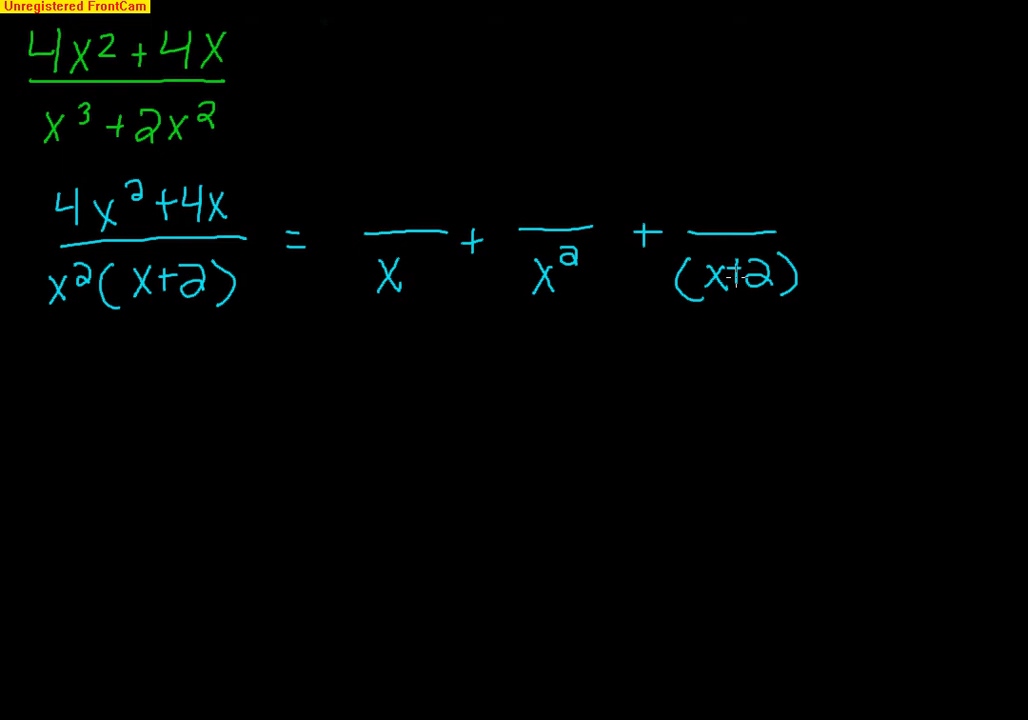 Unregistered FrontCam
4x² + 4x
x³ + 2x²
4x² + 4x = + +
x²(x+2) x x² (x+2)